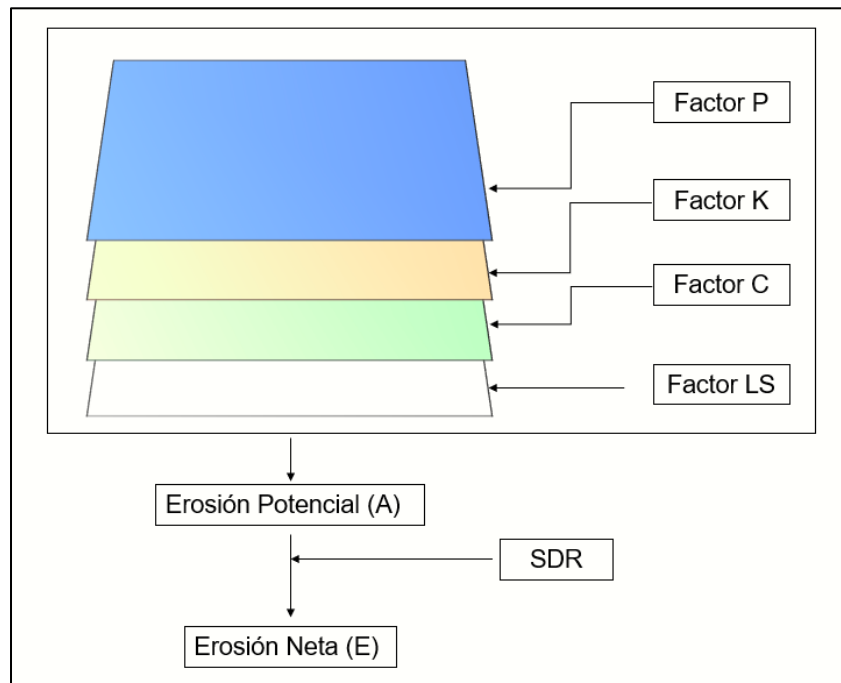 Factor P
Factor K
Factor C
Factor LS
Erosión Potencial (A)
SDR
Erosión Neta (E)